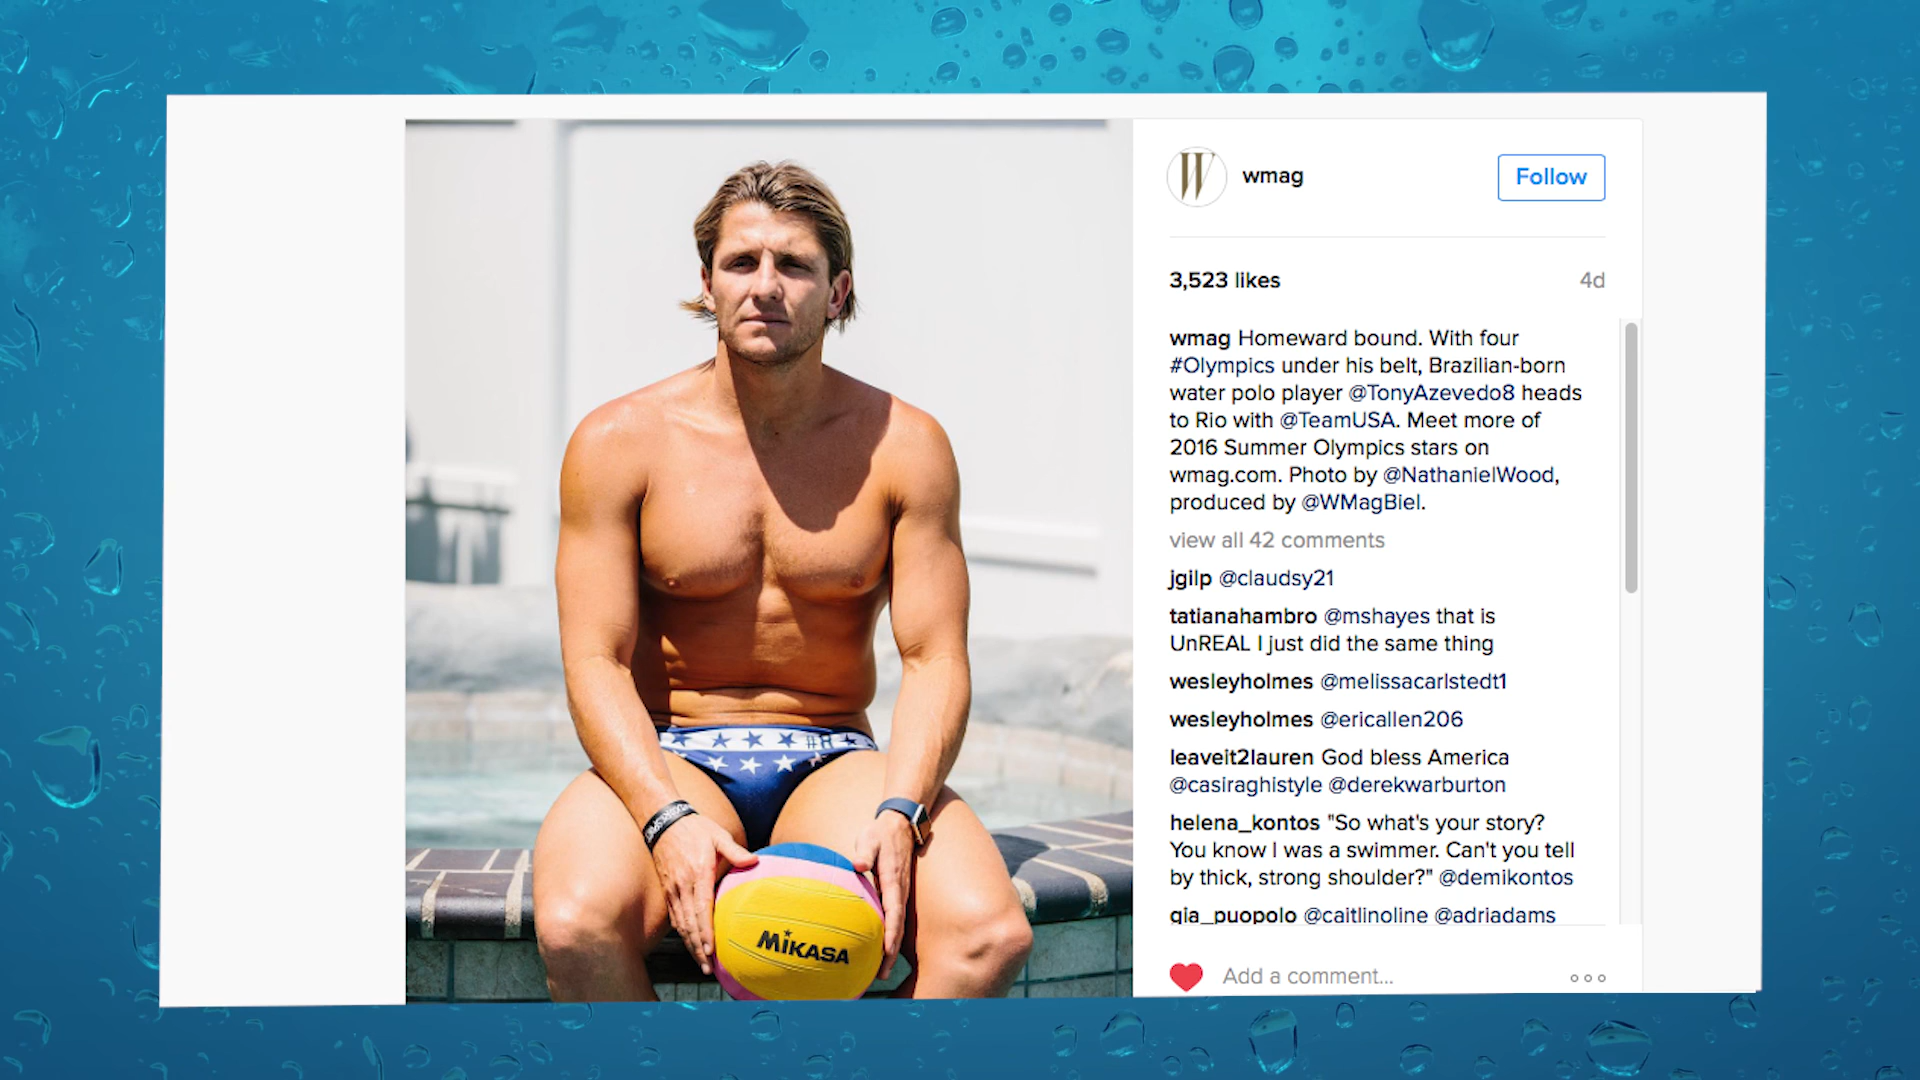 W
wmag
Follow
3,523 likes
4d
wmag Homeward bound. With four
#Olympics under his belt, Brazilian-born
water polo player @TonyAzevedo8 heads
to Rio with @TeamUSA. Meet more of
2016 Summer Olympics stars on
wmag.com. Photo by @NathanielWood,
produced by @WMagBiel.
view all 42 comments
jgilp @claudsy21
tatianahambro @mshayes that is
UnREAL I just did the same thing
wesleyholmes @melissacarlstedt1
wesleyholmes @ericallen206
leaveit2lauren God bless America
@casiraghistyle @derekwarburton
helena_kontos "So what's your story?
You know I was a swimmer. Can't you tell
by thick, strong shoulder?" @demikontos
gia_puopolo @caitlinoline @adriadams
Add a comment...
MIKASA